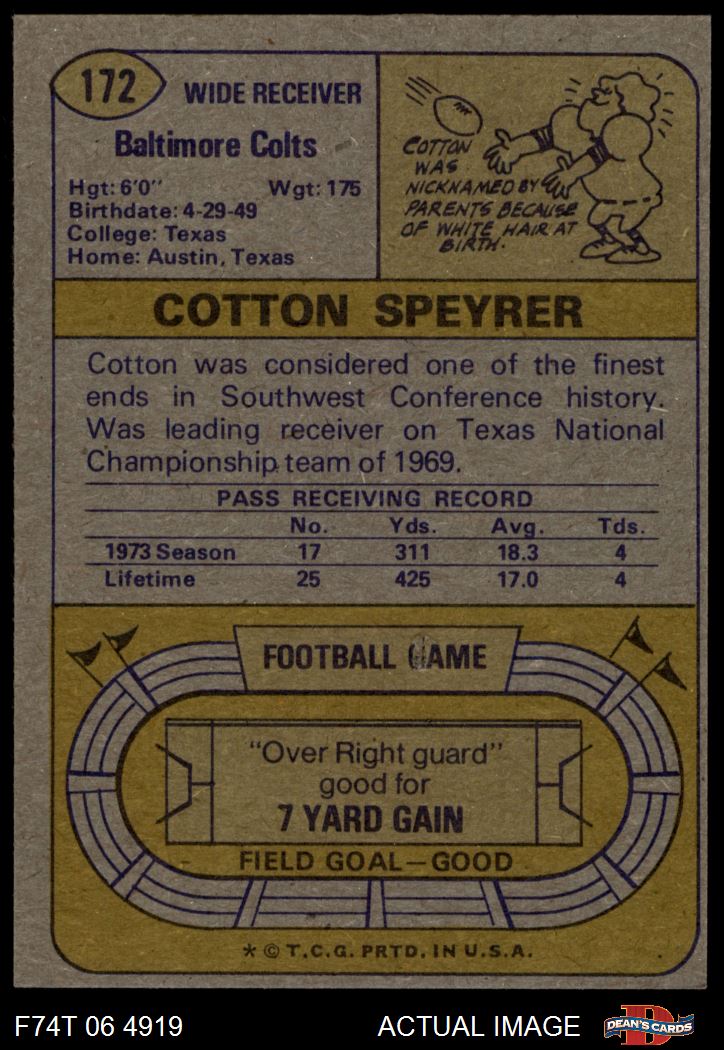 172
WIDE RECEIVER
Baltimore Colts
Hgt: 6'0" Wgt: 175
Birthdate: 4-29-49
College: Texas
Home: Austin, Texas
COTTON
WAS
NICKNAMED BY
PARENTS BECAUSE
OF WHITE HAIR AT
BIRTH.
COTTON SPEYRER
Cotton was considered one of the finest
ends in Southwest Conference history.
Was leading receiver on Texas National
Championship team of 1969.
PASS RECEIVING RECORD
No. Yds. Avg. Tds.
1973 Season 17 311 18.3 4
Lifetime 25 425 17.0 4
FOOTBALL GAME
"Over Right guard"
good for
7 YARD GAIN
FIELD GOAL—GOOD
* © T.C.G. PRTD. IN U.S.A.
F74T 06 4919 ACTUAL IMAGE
D
DEAN'S CARDS